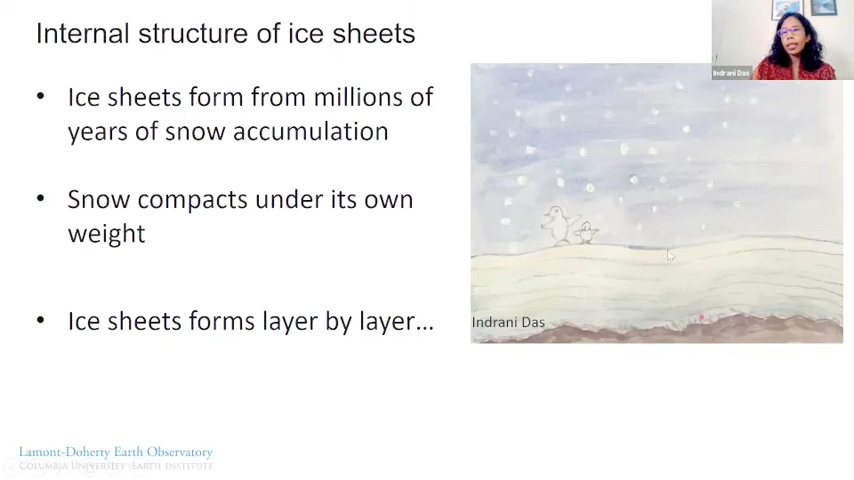 Internal structure of ice sheets
Indrani Das
• Ice sheets form from millions of
years of snow accumulation
• Snow compacts under its own
weight
• Ice sheets forms layer by layer...
Indrani Das
Lamont-Doherty Earth Observatory
COLUMBIA UNIVERSITY | EARTH INSTITUTE